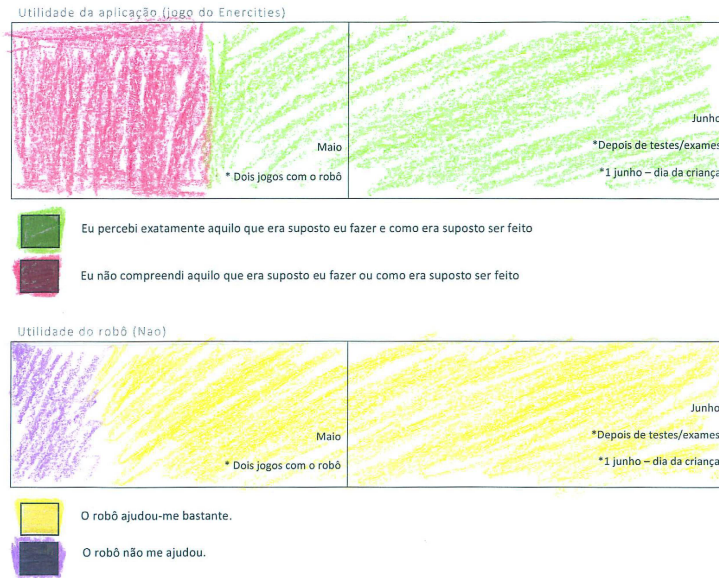 Utilidade da aplicação (jogo do Enercities)
Maio
* Dois jogos com o robô
Junho
*Depois de testes/exames
*1 junho – dia da criança
Eu percebi exatamente aquilo que era suposto eu fazer e como era suposto ser feito
Eu não compreendi aquilo que era suposto eu fazer ou como era suposto ser feito
Utilidade do robô (Nao)
Maio
* Dois jogos com o robô
Junho
*Depois de testes/exames
*1 junho – dia da criança
O robô ajudou-me bastante.
O robô não me ajudou.